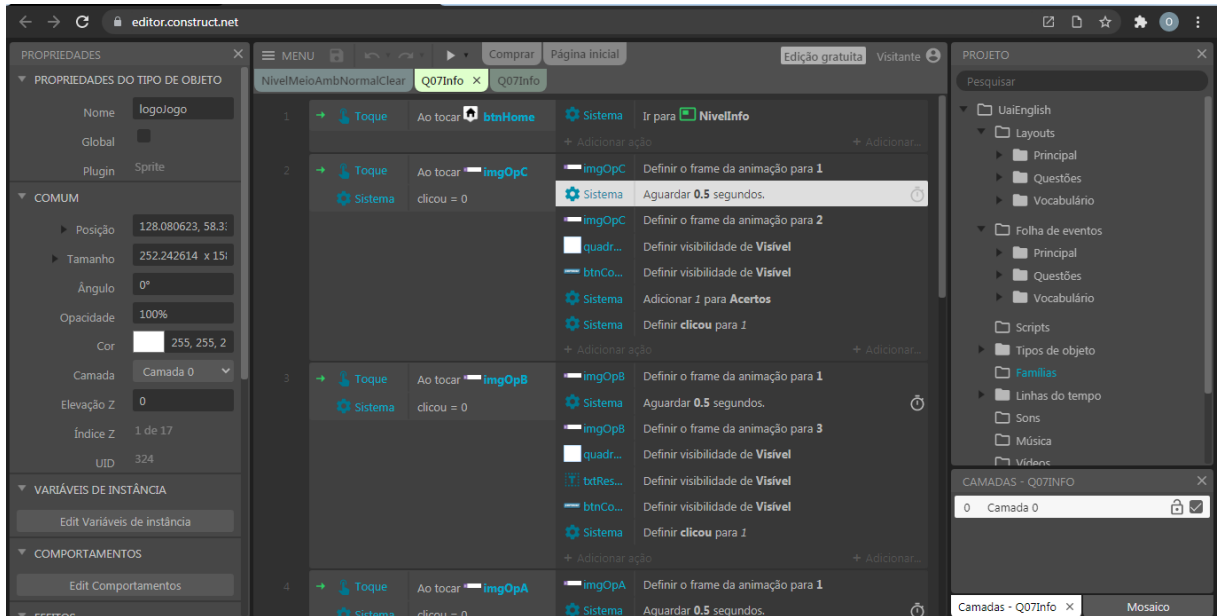 editor.construct.net
PROPRIEDADES
PROPRIEDADES DO TIPO DE OBJETO
Nome logoJogo
Global
Plugin Sprite
COMUM
Posição 128.080623, 58.3
Tamanho 252.242614 x 15
Ângulo 0°
Opacidade 100%
Cor 255, 255, 2
Camada Camada 0
Elevação Z 0
Índice Z 1 de 17
UID 324
VARIÁVEIS DE INSTÂNCIA
Edit Variáveis de instância
COMPORTAMENTOS
Edit Comportamentos
EFEITOS
MENU Comprar Página inicial Edição gratuita Visitante
NivelMeioAmbNormalClear Q07Info Q07Info
1 Toque Ao tocar btnHome Sistema Ir para NivelInfo
+ Adicionar ação + Adicionar...
2 Toque Ao tocar imgOpC imgOpC Definir o frame da animação para 1
Sistema clicou = 0 Sistema Aguardar 0.5 segundos.
imgOpC Definir o frame da animação para 2
quadr... Definir visibilidade de Visível
btnCo... Definir visibilidade de Visível
Sistema Adicionar 1 para Acertos
Sistema Definir clicou para 1
+ Adicionar ação + Adicionar...
3 Toque Ao tocar imgOpB imgOpB Definir o frame da animação para 1
Sistema clicou = 0 Sistema Aguardar 0.5 segundos.
imgOpB Definir o frame da animação para 3
quadr... Definir visibilidade de Visível
txtRes... Definir visibilidade de Visível
btnCo... Definir visibilidade de Visível
Sistema Definir clicou para 1
+ Adicionar ação + Adicionar...
4 Toque Ao tocar imgOpA imgOpA Definir o frame da animação para 1
Sistema clicou = 0 Sistema Aguardar 0.5 segundos.
PROJETO
Pesquisar
UaiEnglish
Layouts
Principal
Questões
Vocabulário
Folha de eventos
Principal
Questões
Vocabulário
Scripts
Tipos de objeto
Famílias
Linhas do tempo
Sons
Música
Vídeos
CAMADAS - Q07INFO
0 Camada 0
Camadas - Q07Info Mosaico